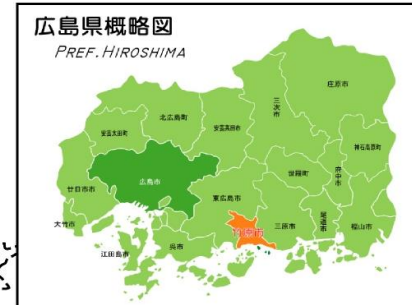 広島県概略図
PREF.HIROSHIMA
庄原市
三次市
北広島町
安芸高田市
安芸太田町
神石高原町
世羅町
府中市
広島市
廿日市市
東広島市
尾道市
福山市
三原市
竹原市
大竹市
呉市
江田島市